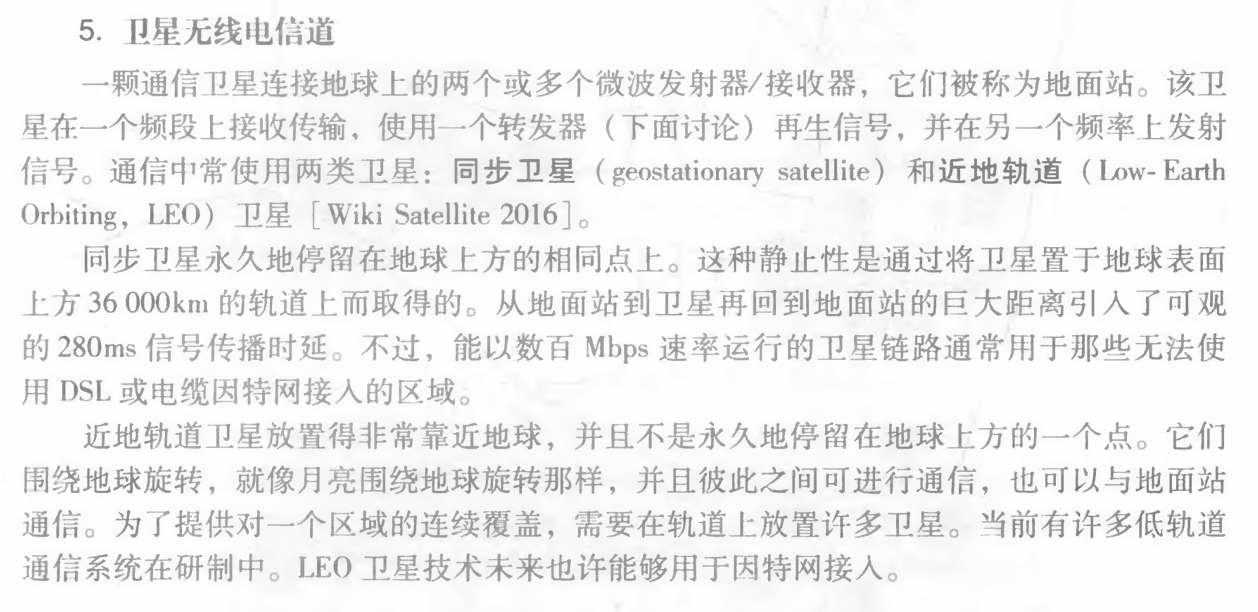 5. 卫星无线电信道
一颗通信卫星连接地球上的两个或多个微波发射器/接收器，它们被称为地面站。该卫
星在一个频段上接收传输，使用一个转发器（下面讨论）再生信号，并在另一个频率上发射
信号。通信中常使用两类卫星：同步卫星（geostationary satellite）和近地轨道（Low-Earth
Orbiting，LEO）卫星［Wiki Satellite 2016］。
同步卫星永久地停留在地球上方的相同点上。这种静止性是通过将卫星置于地球表面
上方 36 000km 的轨道上而取得的。从地面站到卫星再回到地面站的巨大距离引入了可观
的 280ms 信号传播时延。不过，能以数百 Mbps 速率运行的卫星链路通常用于那些无法使
用 DSL 或电缆因特网接入的区域。
近地轨道卫星放置得非常靠近地球，并且不是永久地停留在地球上方的一个点。它们
围绕地球旋转，就像月亮围绕地球旋转那样，并且彼此之间可进行通信，也可以与地面站
通信。为了提供对一个区域的连续覆盖，需要在轨道上放置许多卫星。当前有许多低轨道
通信系统在研制中。LEO 卫星技术未来也许能够用于因特网接入。